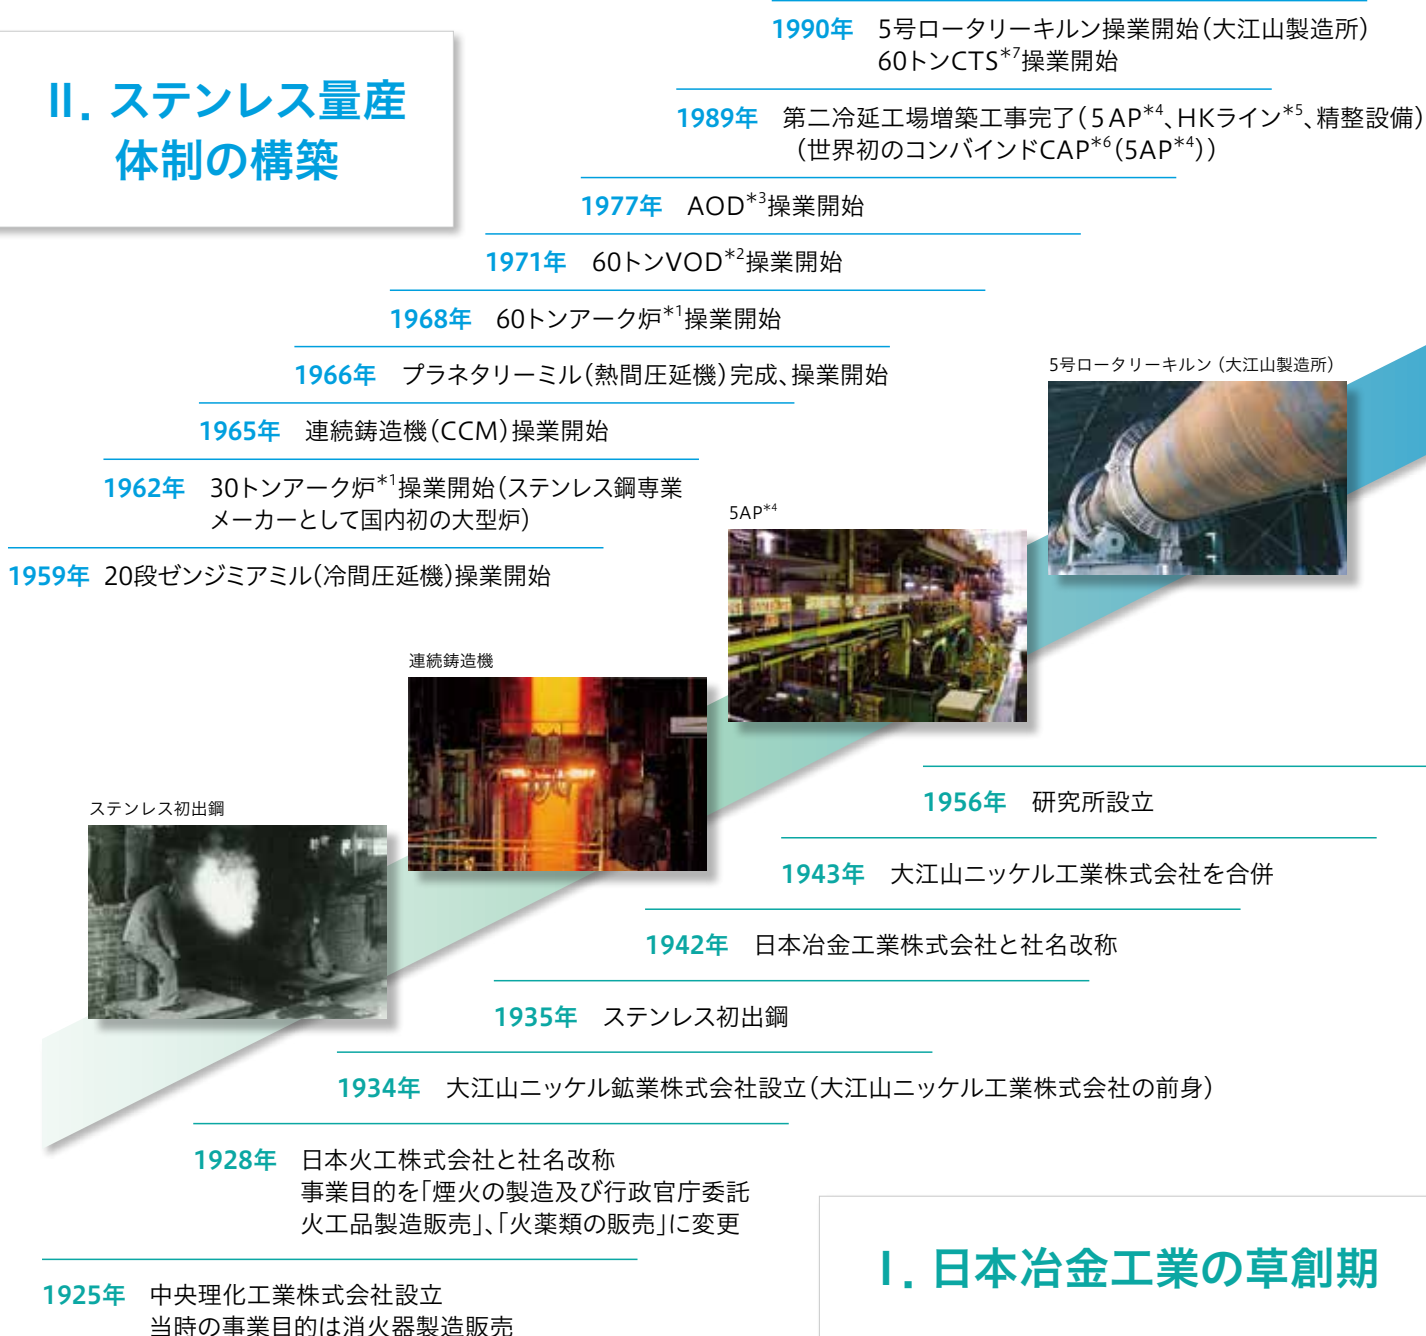 II. ステンレス量産
体制の構築
1990年 5号ロータリーキルン操業開始(大江山製造所)
60トンCTS*7操業開始
1989年 第二冷延工場増築工事完了(5AP*4、HKライン*5、精整設備)
(世界初のコンバインドCAP*6(5AP*4))
1977年 AOD*3操業開始
1971年 60トンVOD*2操業開始
1968年 60トンアーク炉*1操業開始
1966年 プラネタリーミル(熱間圧延機)完成、操業開始
1965年 連続鋳造機(CCM)操業開始
1962年 30トンアーク炉*1操業開始(ステンレス鋼専業
メーカーとして国内初の大型炉)
1959年 20段ゼンジミアミル(冷間圧延機)操業開始
5号ロータリーキルン(大江山製造所)
5AP*4
連続鋳造機
ステンレス初出鋼
1956年 研究所設立
1943年 大江山ニッケル工業株式会社を合併
1942年 日本冶金工業株式会社と社名改称
1935年 ステンレス初出鋼
1934年 大江山ニッケル鉱業株式会社設立(大江山ニッケル工業株式会社の前身)
1928年 日本火工株式会社と社名改称
事業目的を「煙火の製造及び行政官庁委託
火工品製造販売」、「火薬類の販売」に変更
1925年 中央理化工業株式会社設立
当時の事業目的は消火器製造販売
I. 日本冶金工業の草創期